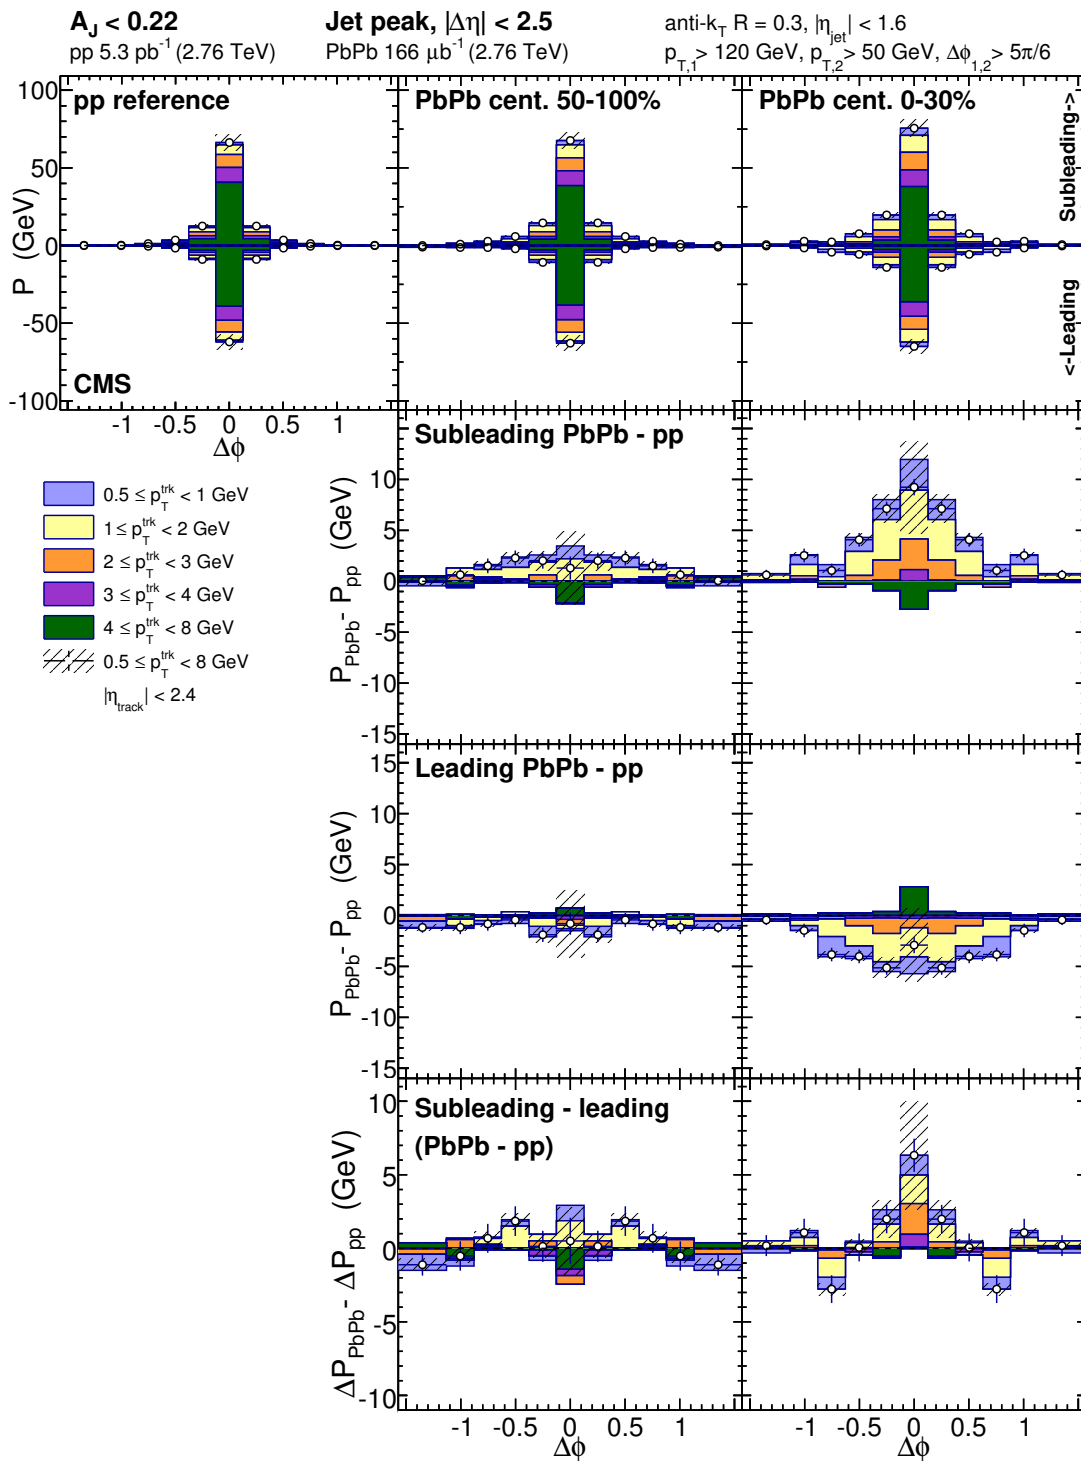 A_J < 0.22
Jet peak, |Δη| < 2.5
anti-k_T R = 0.3, |η_jet| < 1.6
pp 5.3 pb⁻¹ (2.76 TeV)
PbPb 166 μb⁻¹ (2.76 TeV)
p_T,1 > 120 GeV, p_T,2 > 50 GeV, Δϕ_1,2 > 5π/6
pp reference
PbPb cent. 50-100%
PbPb cent. 0-30%
Subleading->
<-Leading
P (GeV)
100
50
0
-50
-100
CMS
-1 -0.5 0 0.5 1
Δϕ
0.5 ≤ p_T^trk < 1 GeV
1 ≤ p_T^trk < 2 GeV
2 ≤ p_T^trk < 3 GeV
3 ≤ p_T^trk < 4 GeV
4 ≤ p_T^trk < 8 GeV
0.5 ≤ p_T^trk < 8 GeV
|η_track| < 2.4
Subleading PbPb - pp
P_PbPb - P_pp (GeV)
10
5
0
-5
-10
-15
Leading PbPb - pp
P_PbPb - P_pp (GeV)
15
10
5
0
-5
-10
-15
Subleading - leading
(PbPb - pp)
ΔP_PbPb - ΔP_pp (GeV)
10
5
0
-5
-10
-1 -0.5 0 0.5 1
Δϕ
-1 -0.5 0 0.5 1
Δϕ